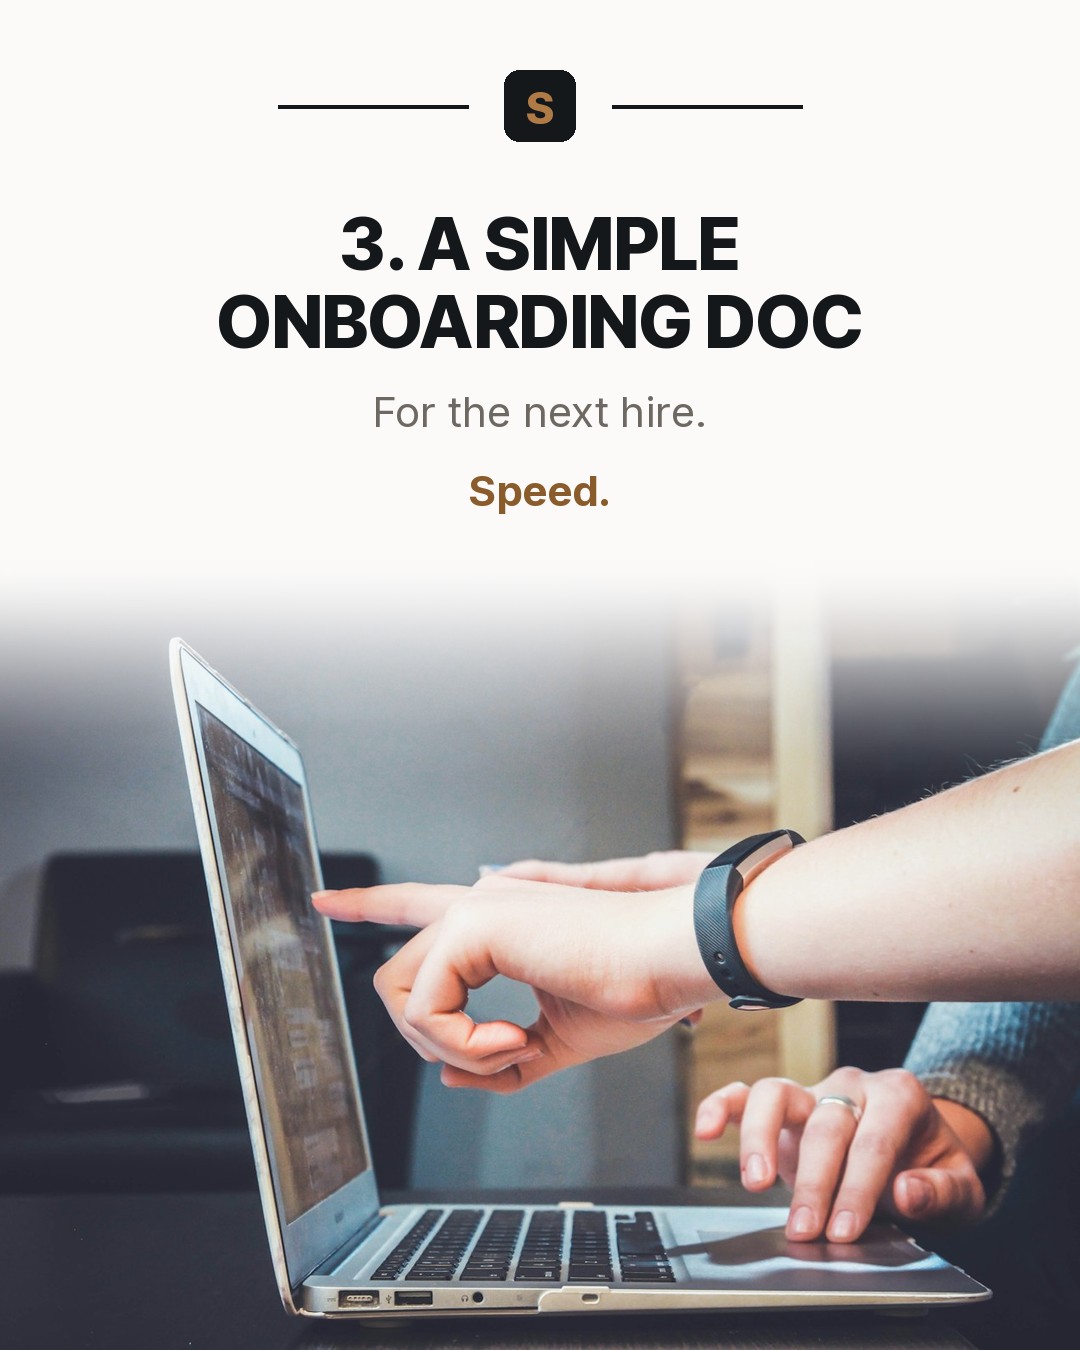 S
3. A SIMPLE
ONBOARDING DOC
For the next hire.
Speed.